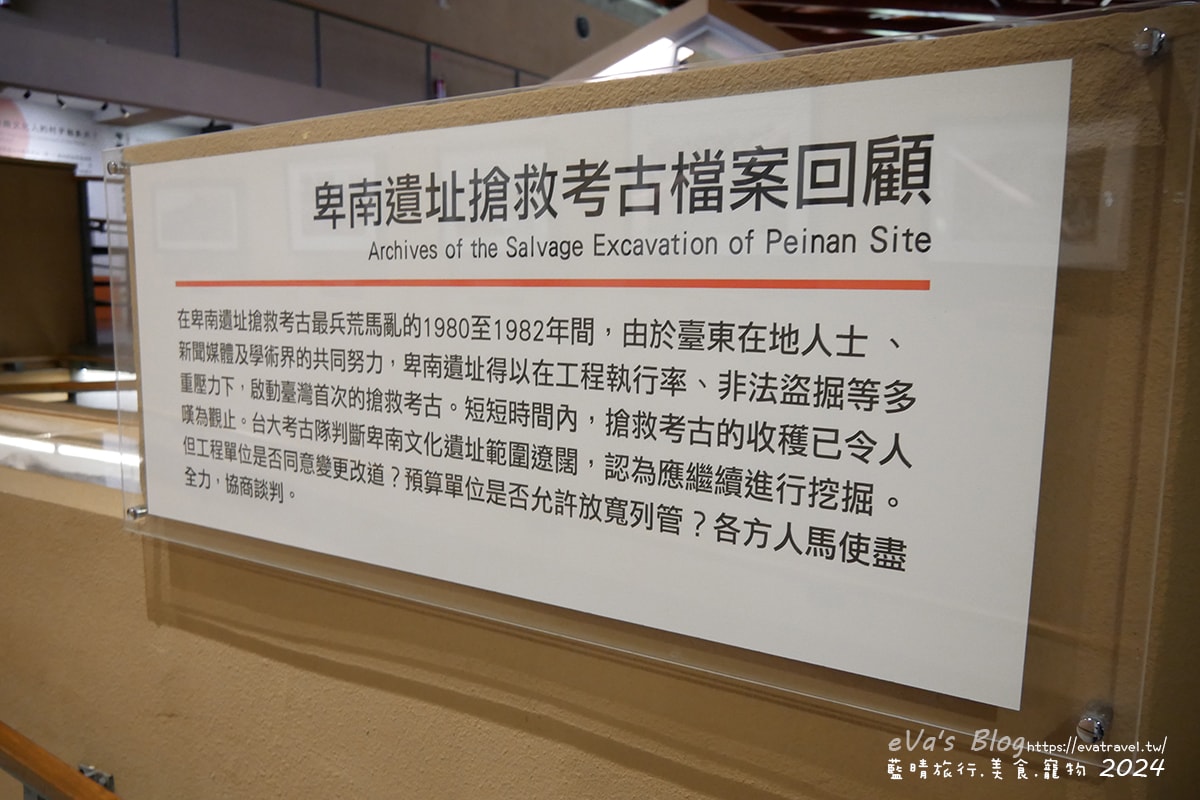 卑南遺址搶救考古檔案回顧
Archives of the Salvage Excavation of Peinan Site
在卑南遺址搶救考古最兵荒馬亂的1980至1982年間，由於臺東在地人士、
新聞媒體及學術界的共同努力，卑南遺址得以在工程執行率、非法盜掘等多
重壓力下，啟動臺灣首次的搶救考古。短短時間內，搶救考古的收穫已令人
嘆為觀止。台大考古隊判斷卑南文化遺址範圍遼闊，認為應繼續進行挖掘。
但工程單位是否同意變更改道？預算單位是否允許放寬列管？各方人馬使盡
全力，協商談判。
eVa's Blog https://evatravel.tw/
藍晴旅行.美食.寵物 2024